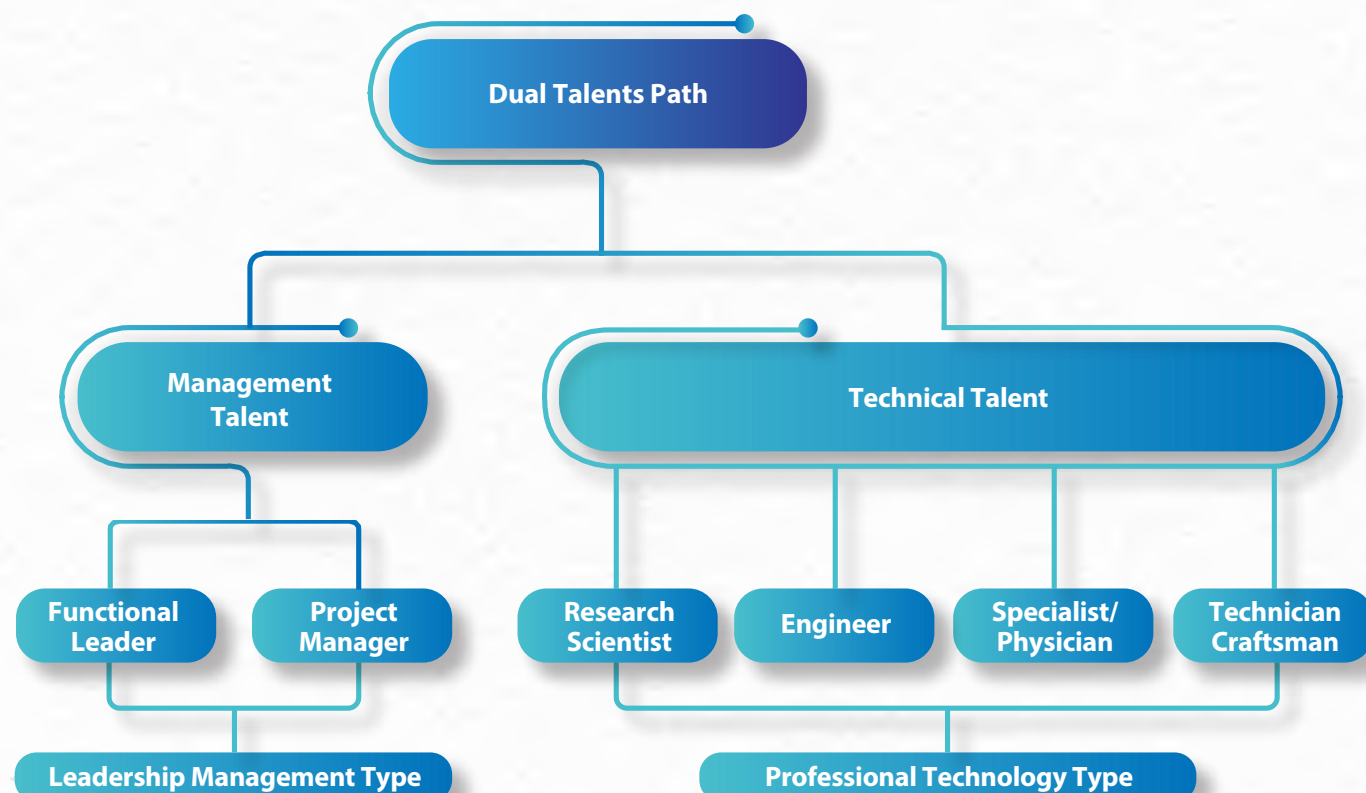 Dual Talents Path
Management
Talent
Technical Talent
Functional
Leader
Project
Manager
Research
Scientist
Engineer
Specialist/
Physician
Technician
Craftsman
Leadership Management Type
Professional Technology Type